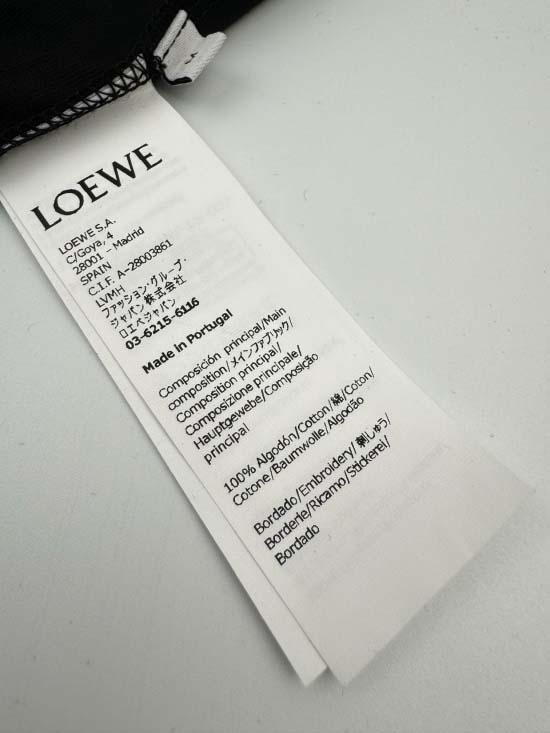 LOEWE
LOEWE S.A.
C/Goya, 4
28001 - Madrid
SPAIN
C.I.F. A-28003861
LVMH
ファッション・グループ・
ジャパン株式会社
ロエベジャパン
03-6215-6116
Made in Portugal
Composición principal/Main
composition/メインファブリック/
Composition principal/
Composizione principale/
Hauptgewebe/Composição
principal
100% Algodón/Cotton/綿/Coton/
Cotone/Baumwolle/Algodão
Bordado/Embroidery/ 刺しゅう/
Borderie/Ricamo/Stickerei/
Bordado